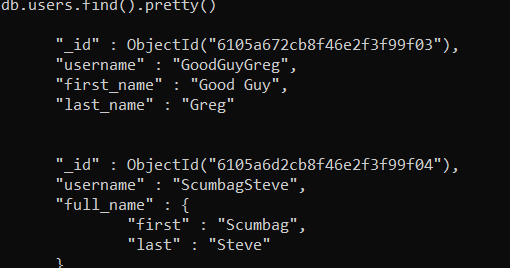 db.users.find().pretty()
"_id" : ObjectId("6105a672cb8f46e2f3f99f03"),
"username" : "GoodGuyGreg",
"first_name" : "Good Guy",
"last_name" : "Greg"
"_id" : ObjectId("6105a6d2cb8f46e2f3f99f04"),
"username" : "ScumbagSteve",
"full_name" : {
"first" : "Scumbag",
"last" : "Steve"
}